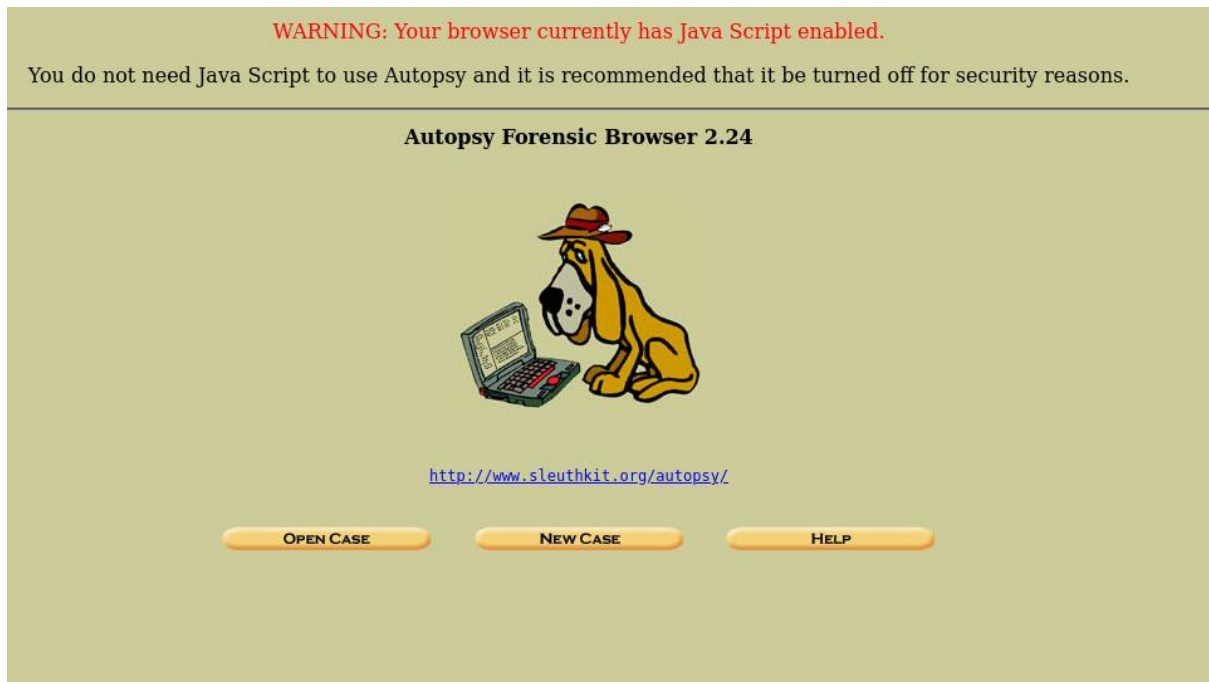 WARNING: Your browser currently has Java Script enabled.
You do not need Java Script to use Autopsy and it is recommended that it be turned off for security reasons.
Autopsy Forensic Browser 2.24
http://www.sleuthkit.org/autopsy/
OPEN CASE
NEW CASE
HELP